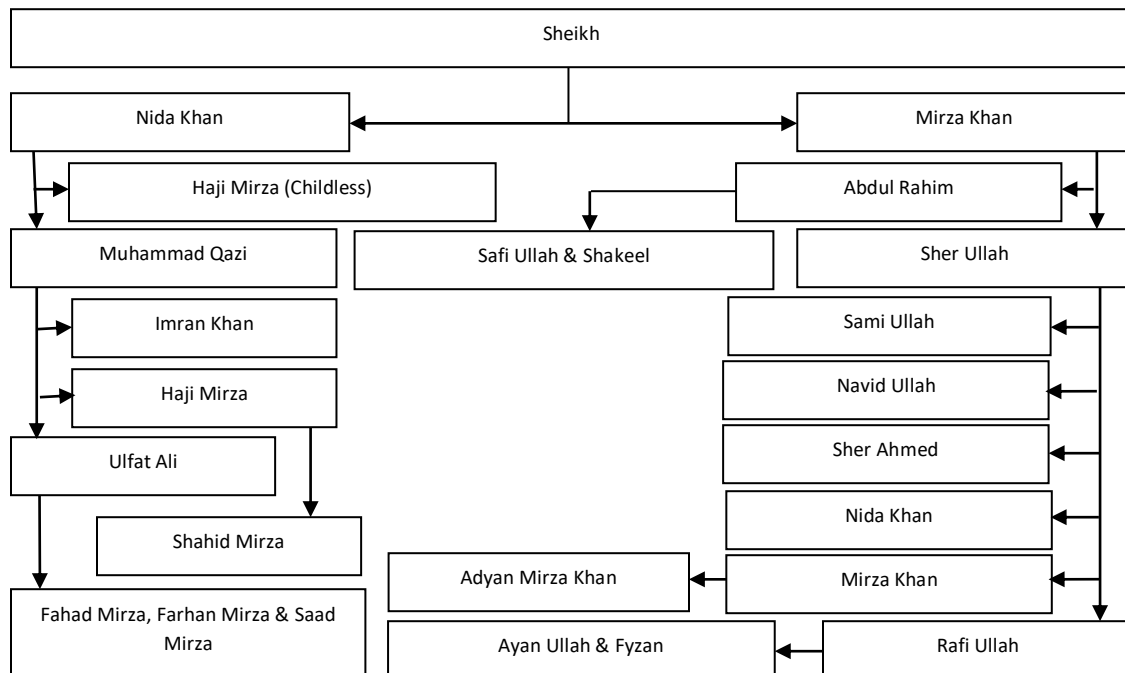 Sheikh
Nida Khan
Mirza Khan
Haji Mirza (Childless)
Abdul Rahim
Muhammad Qazi
Safi Ullah & Shakeel
Sher Ullah
Imran Khan
Sami Ullah
Haji Mirza
Navid Ullah
Ulfat Ali
Sher Ahmed
Nida Khan
Shahid Mirza
Adyan Mirza Khan
Mirza Khan
Fahad Mirza, Farhan Mirza & Saad
Mirza
Ayan Ullah & Fyzan
Rafi Ullah